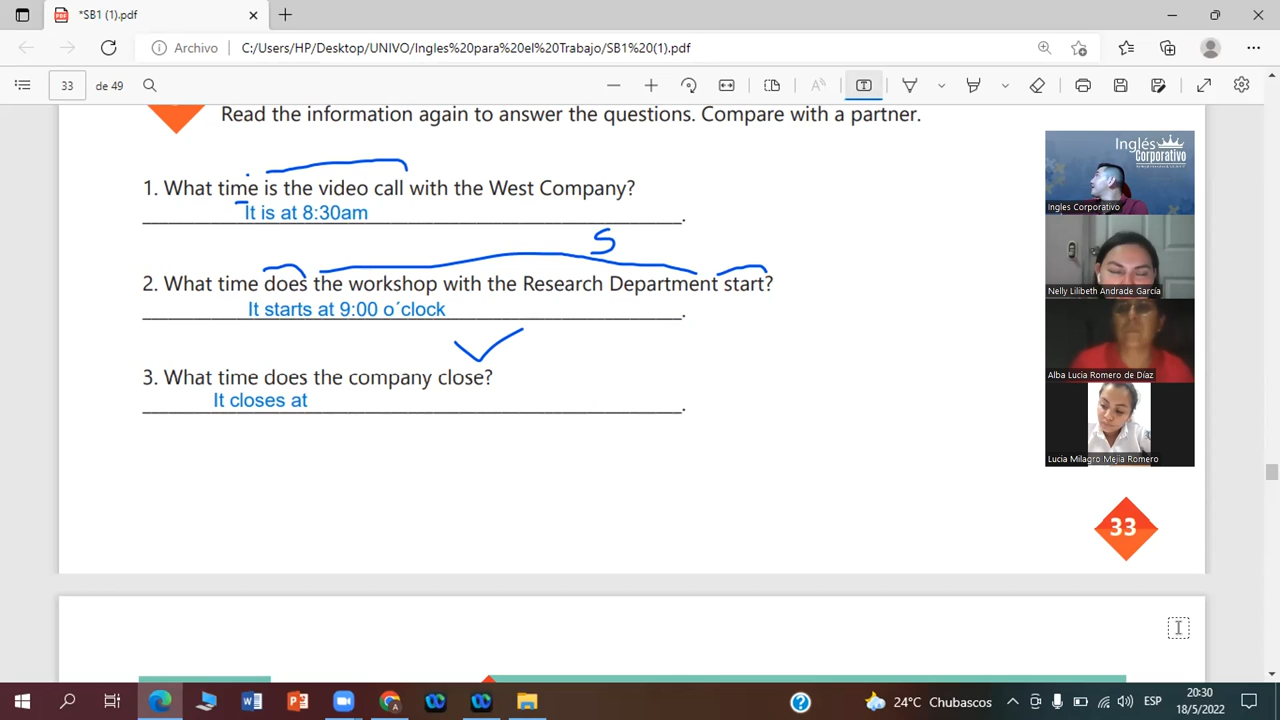 *SB1 (1).pdf
Archivo
C:/Users/HP/Desktop/UNIVO/Ingles%20para%20el%20Trabajo/SB1%20(1).pdf
33
de 49
Read the information again to answer the questions. Compare with a partner.
1. What time is the video call with the West Company?
It is at 8:30am
S
2. What time does the workshop with the Research Department start?
It starts at 9:00 o´clock
3. What time does the company close?
It closes at
33
Inglés
Corporativo
Ingles Corporativo
Nelly Lilibeth Andrade García
Alba Lucia Romero de Díaz
Lucia Milagro Mejia Romero
24°C Chubascos
ESP
20:30
18/5/2022